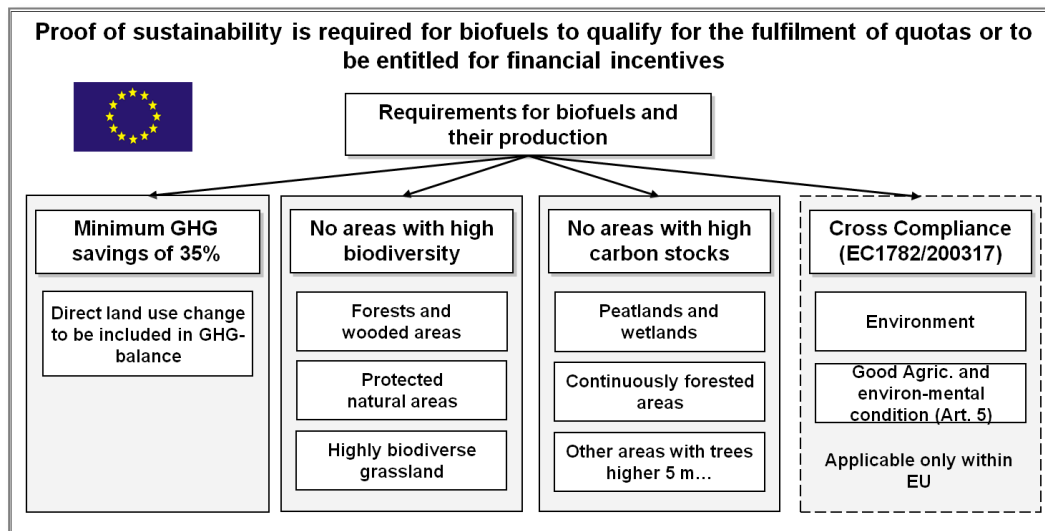 Proof of sustainability is required for biofuels to qualify for the fulfilment of quotas or to
be entitled for financial incentives
Requirements for biofuels and
their production
Minimum GHG
savings of 35%
Direct land use change
to be included in GHG-
balance
No areas with high
biodiversity
Forests and
wooded areas
Protected
natural areas
Highly biodiverse
grassland
No areas with high
carbon stocks
Peatlands and
wetlands
Continuously forested
areas
Other areas with trees
higher 5 m…
Cross Compliance
(EC1782/200317)
Environment
Good Agric. and
environ-mental
condition (Art. 5)
Applicable only within
EU